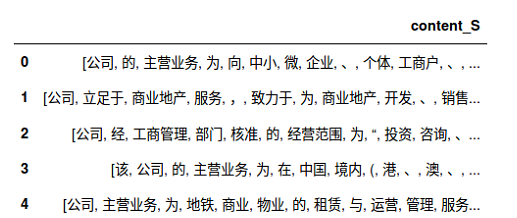 content_S
0 [公司, 的, 主营业务, 为, 向, 中小, 微, 企业, 、, 个体, 工商户, 、, ...
1 [公司, 立足于, 商业地产, 服务, ，, 致力于, 为, 商业地产, 开发, 、, 销售...
2 [公司, 经, 工商管理, 部门, 核准, 的, 经营范围, 为, “, 投资, 咨询, 、...
3 [该, 公司, 的, 主营业务, 为, 在, 中国, 境内, (, 港, 、, 澳, 、, ...
4 [公司, 主营业务, 为, 地铁, 商业, 物业, 的, 租赁, 与, 运营, 管理, 服务...